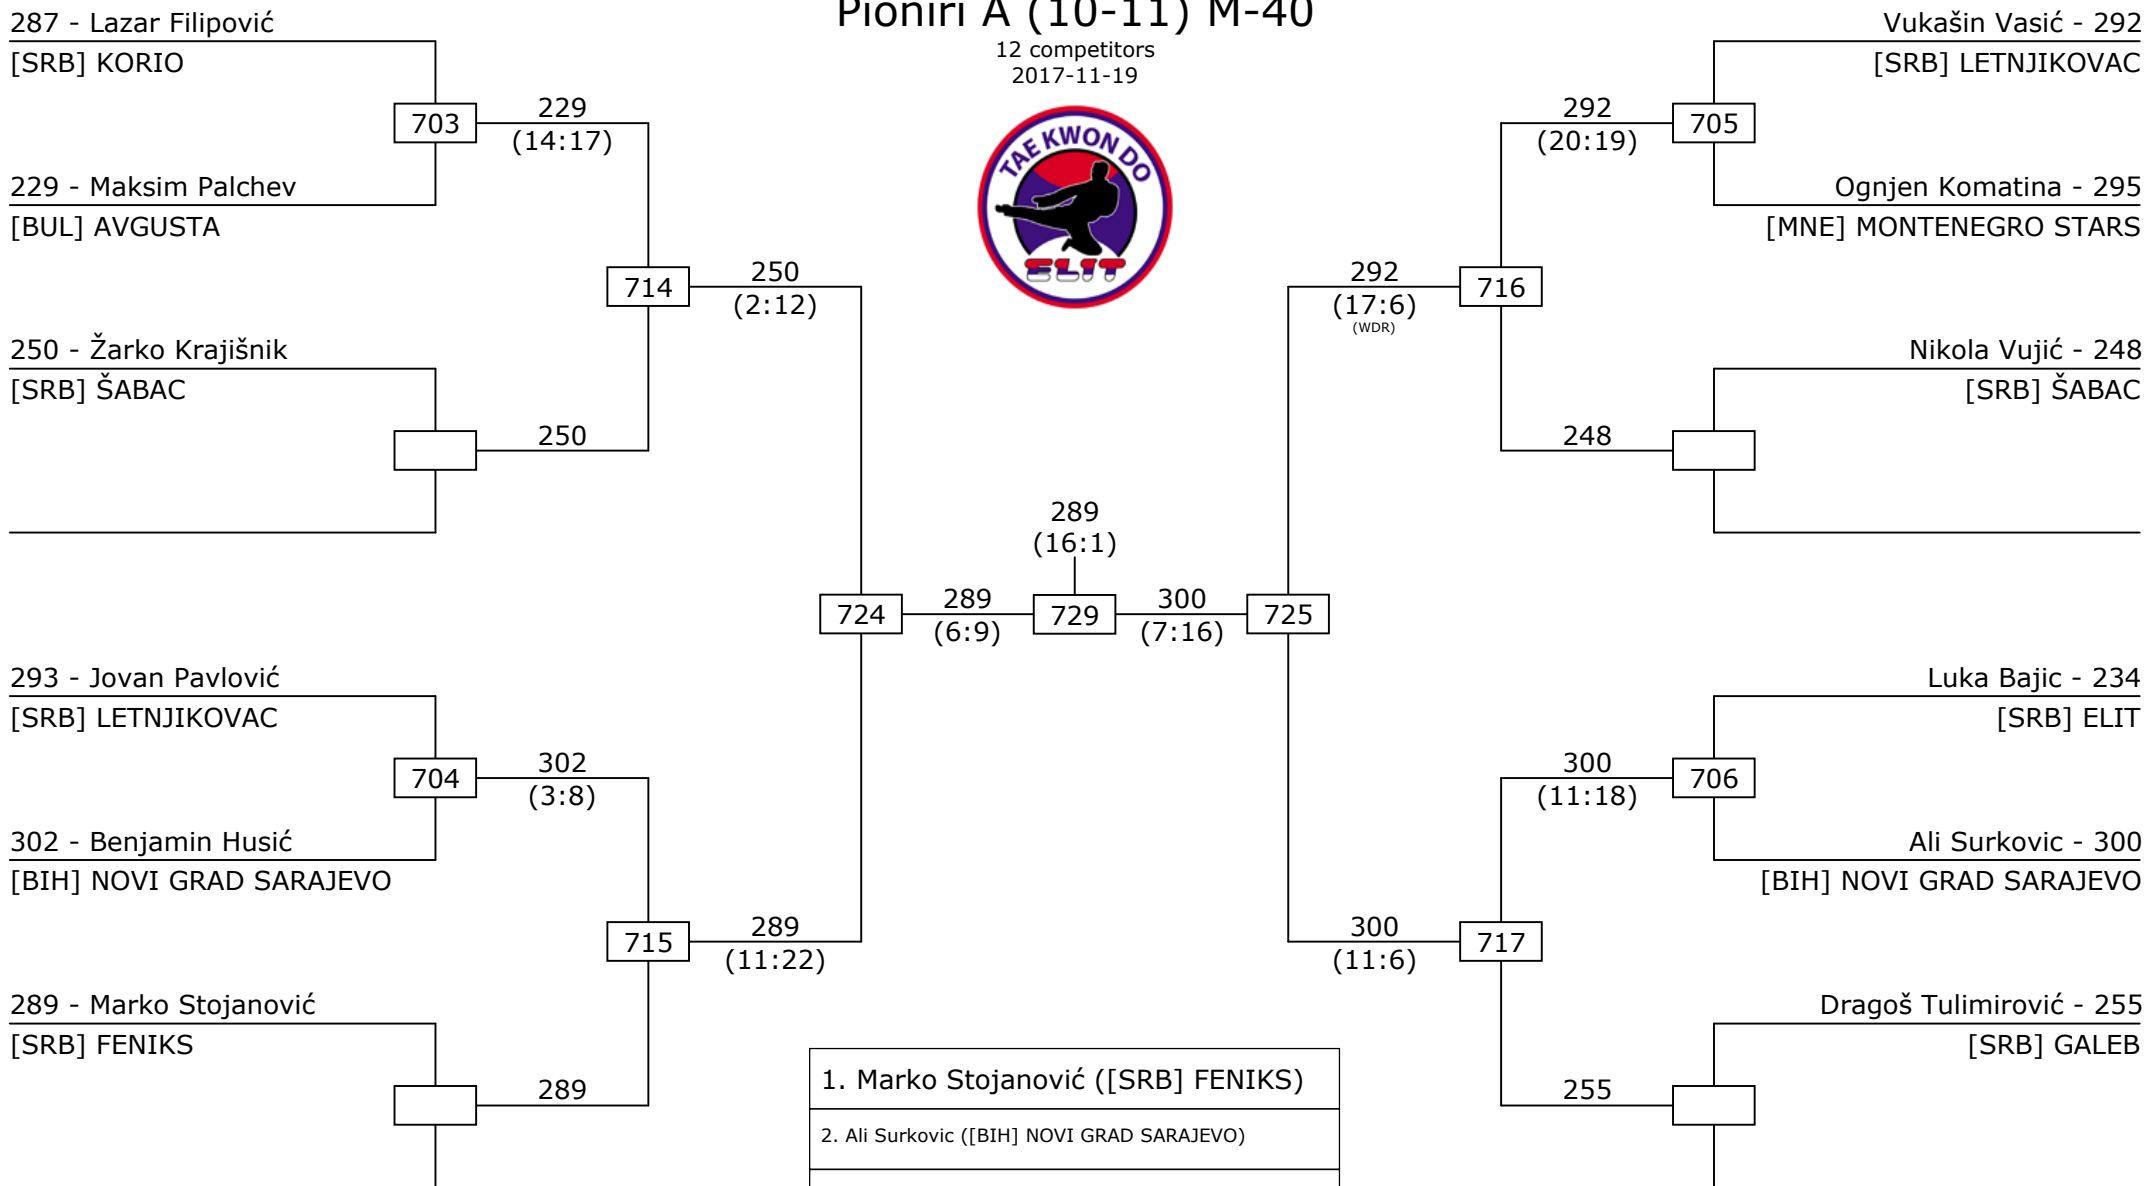 Pioniri A (10-11) M-40
12 competitors
2017-11-19
TAE KWON DO
ELIT
287 - Lazar Filipović
[SRB] KORIO
703
229
(14:17)
229 - Maksim Palchev
[BUL] AVGUSTA
714
250
(2:12)
250 - Žarko Krajišnik
[SRB] ŠABAC
250
293 - Jovan Pavlović
[SRB] LETNJIKOVAC
704
302
(3:8)
302 - Benjamin Husić
[BIH] NOVI GRAD SARAJEVO
715
289
(11:22)
289 - Marko Stojanović
[SRB] FENIKS
289
724
289
(6:9)
289
(16:1)
729
300
(7:16)
725
Vukašin Vasić - 292
[SRB] LETNJIKOVAC
292
(20:19)
705
Ognjen Komatina - 295
[MNE] MONTENEGRO STARS
292
(17:6)
(WDR)
716
Nikola Vujić - 248
[SRB] ŠABAC
248
Luka Bajic - 234
[SRB] ELIT
300
(11:18)
706
Ali Surkovic - 300
[BIH] NOVI GRAD SARAJEVO
300
(11:6)
717
Dragoš Tulimirović - 255
[SRB] GALEB
255
1. Marko Stojanović ([SRB] FENIKS)
2. Ali Surkovic ([BIH] NOVI GRAD SARAJEVO)